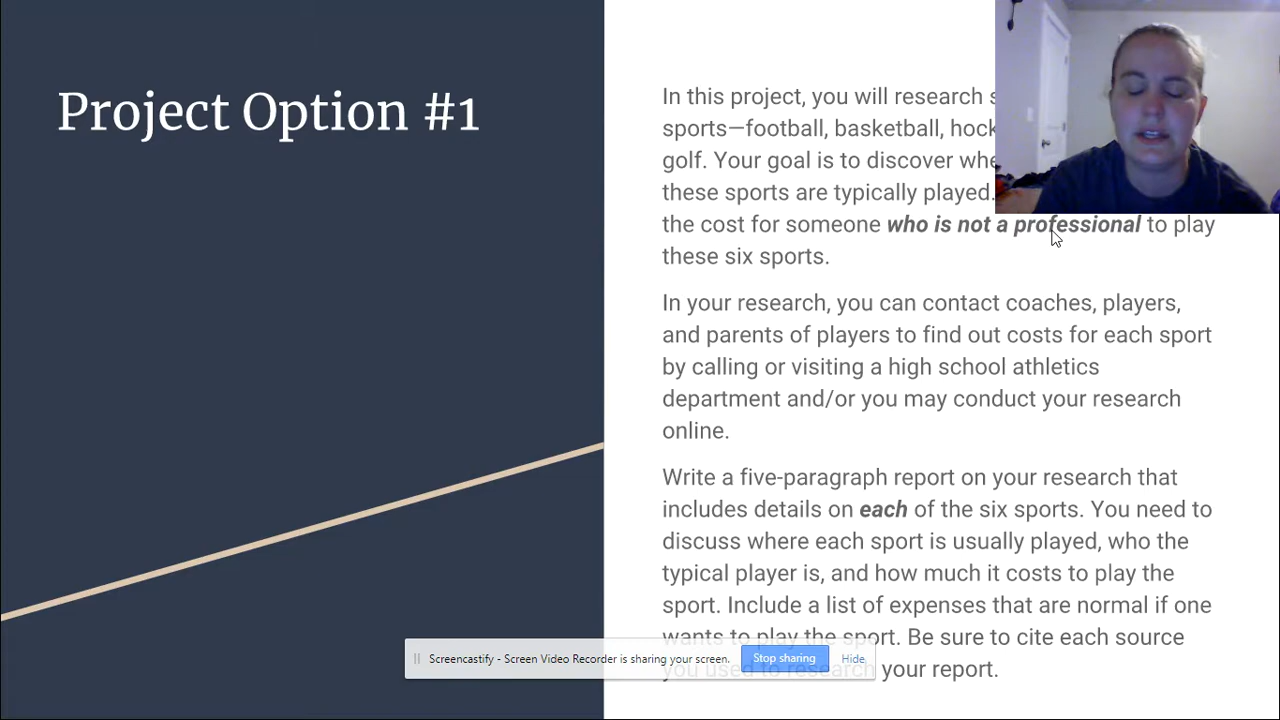 Project Option #1
In this project, you will research
sports—football, basketball,
golf. Your goal is to discover
these sports are typically played.
the cost for someone who is not a professional to play
these six sports.
In your research, you can contact coaches, players,
and parents of players to find out costs for each sport
by calling or visiting a high school athletics
department and/or you may conduct your research
online.
Write a five-paragraph report on your research that
includes details on each of the six sports. You need to
discuss where each sport is usually played, who the
typical player is, and how much it costs to play the
sport. Include a list of expenses that are normal if one
wants to play the sport. Be sure to cite each source
you used to research your report.
Screencastify - Screen Video Recorder is sharing your screen.
Stop sharing
Hide